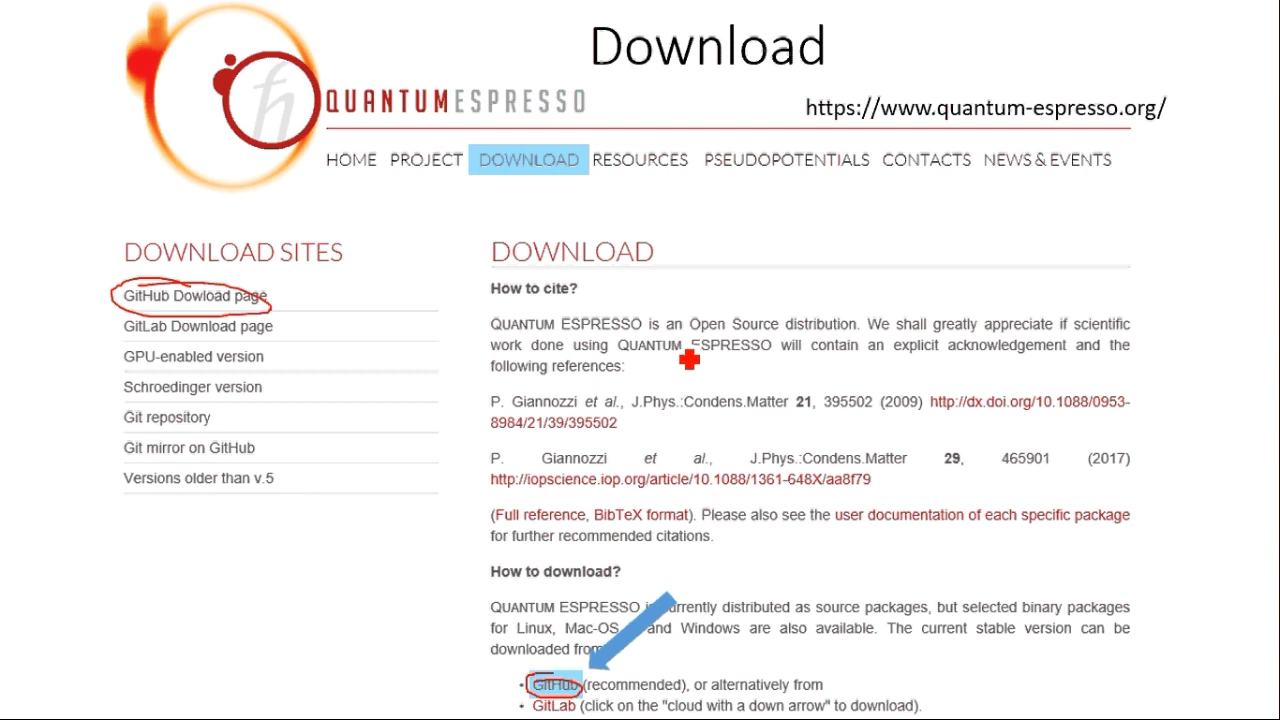 Download
QUANTUMESPRESSO
https://www.quantum-espresso.org/
HOME PROJECT DOWNLOAD RESOURCES PSEUDOPOTENTIALS CONTACTS NEWS & EVENTS
DOWNLOAD SITES
GitHub Dowload page
GitLab Download page
GPU-enabled version
Schroedinger version
Git repository
Git mirror on GitHub
Versions older than v.5
DOWNLOAD
How to cite?
QUANTUM ESPRESSO is an Open Source distribution. We shall greatly appreciate if scientific
work done using QUANTUM ESPRESSO will contain an explicit acknowledgement and the
following references:
P. Giannozzi et al., J.Phys.:Condens.Matter 21, 395502 (2009) http://dx.doi.org/10.1088/0953-
8984/21/39/395502
P. Giannozzi et al., J.Phys.:Condens.Matter 29, 465901 (2017)
http://iopscience.iop.org/article/10.1088/1361-648X/aa8f79
(Full reference, BibTeX format). Please also see the user documentation of each specific package
for further recommended citations.
How to download?
QUANTUM ESPRESSO is currently distributed as source packages, but selected binary packages
for Linux, Mac-OS and Windows are also available. The current stable version can be
downloaded from
• GitHub (recommended), or alternatively from
• GitLab (click on the "cloud with a down arrow" to download).